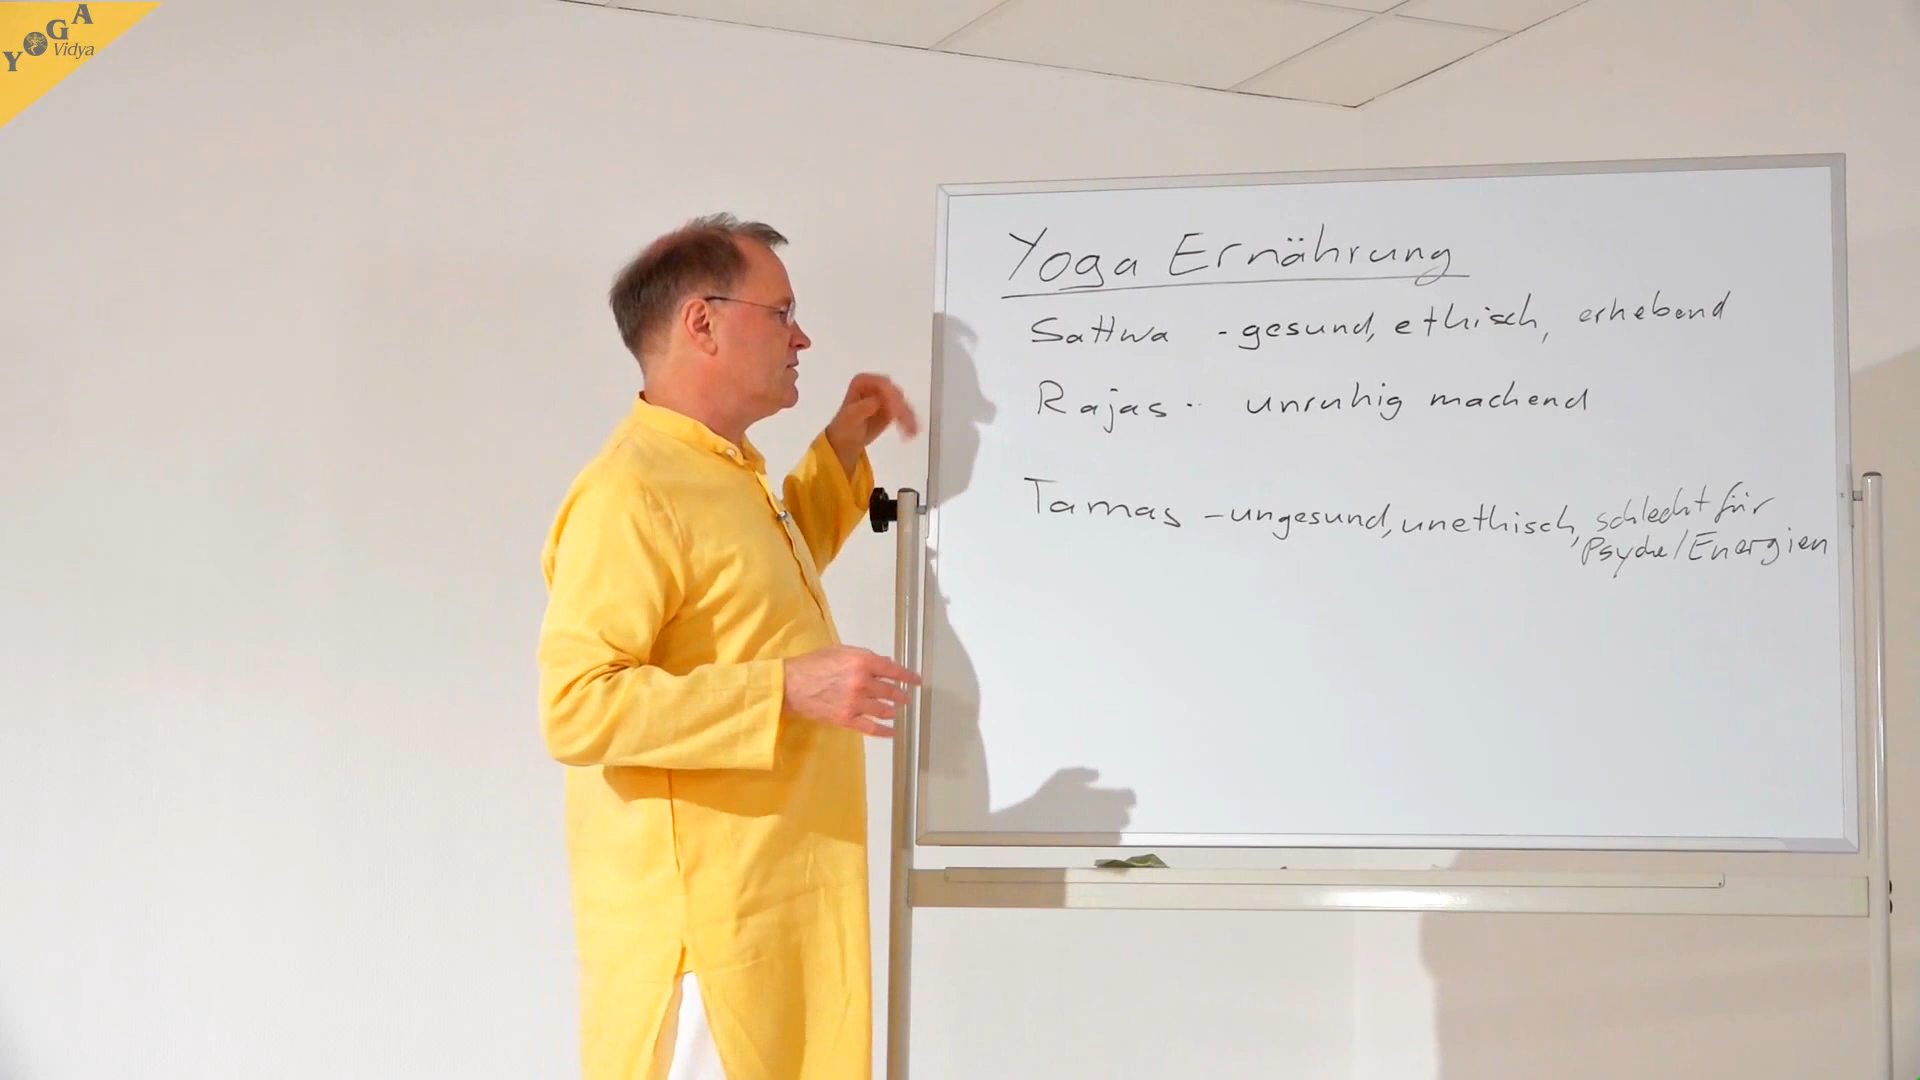 YOGA
Vidya
Yoga Ernährung
Sattwa - gesund, ethisch, erhebend
Rajas - unruhig machend
Tamas - ungesund, unethisch, schlecht für
Psyche/Energien